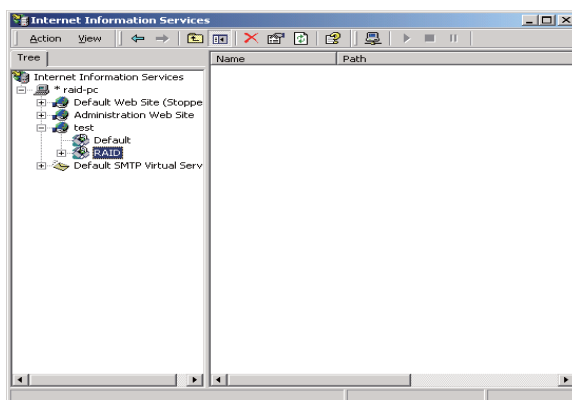 Internet Information Services
Action View
Tree
Name Path
Internet Information Services
* raid-pc
Default Web Site (Stoppe
Administration Web Site
test
Default
RAID
Default SMTP Virtual Serv